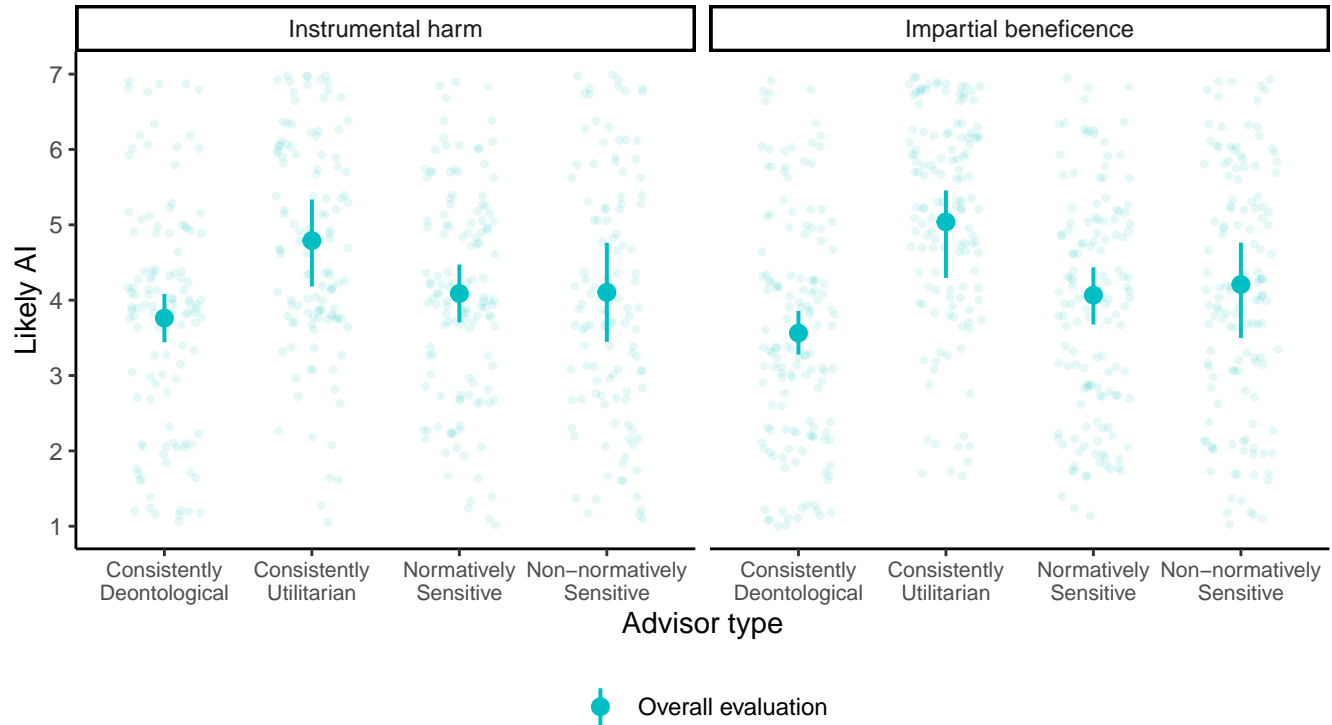 Instrumental harm
Impartial beneficence
Likely AI
7
6
5
4
3
2
1
Consistently
Deontological
Consistently
Utilitarian
Normatively
Sensitive
Non−normatively
Sensitive
Consistently
Deontological
Consistently
Utilitarian
Normatively
Sensitive
Non−normatively
Sensitive
Advisor type
Overall evaluation